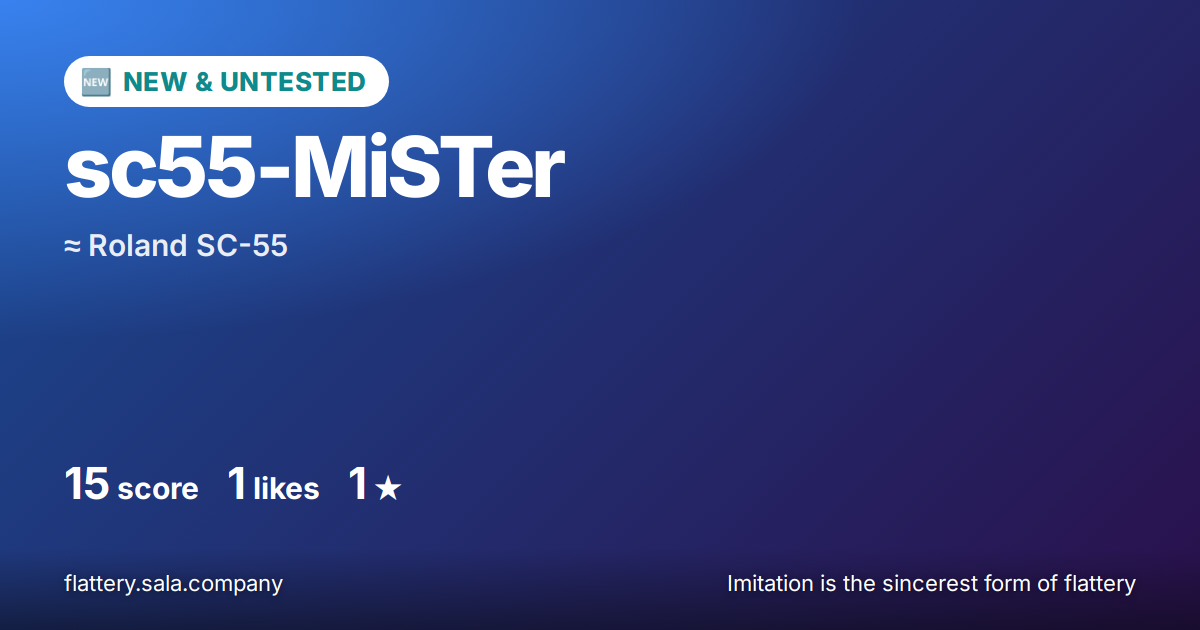 🆕 NEW & UNTESTED
sc55-MiSTer
≈ Roland SC-55
15 score 1 likes 1 ★
flattery.sala.company
Imitation is the sincerest form of flattery